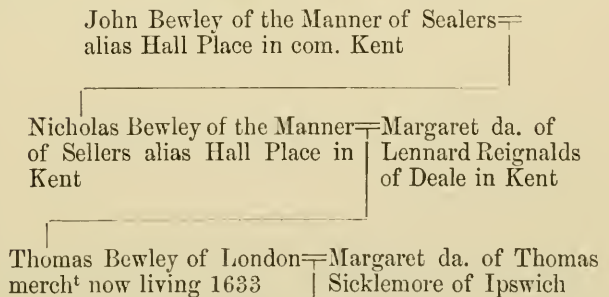 John Bewley of the Manner of Sealers
alias Hall Place in com. Kent
Nicholas Bewley of the Manner
of Sellers alias Hall Place in
Kent
Margaret da. of
Lennard Reignalds
of Deale in Kent
Thomas Bewley of London
mercht now living 1633
Margaret da. of Thomas
Sicklemore of Ipswich